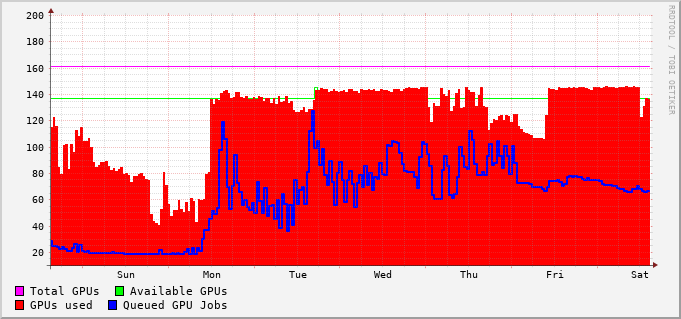 200
180
160
140
120
100
80
60
40
20
Sun Mon Tue Wed Thu Fri Sat
Total GPUs Available GPUs
GPUs used Queued GPU Jobs
RRDTOOL / TOBI OETIKER